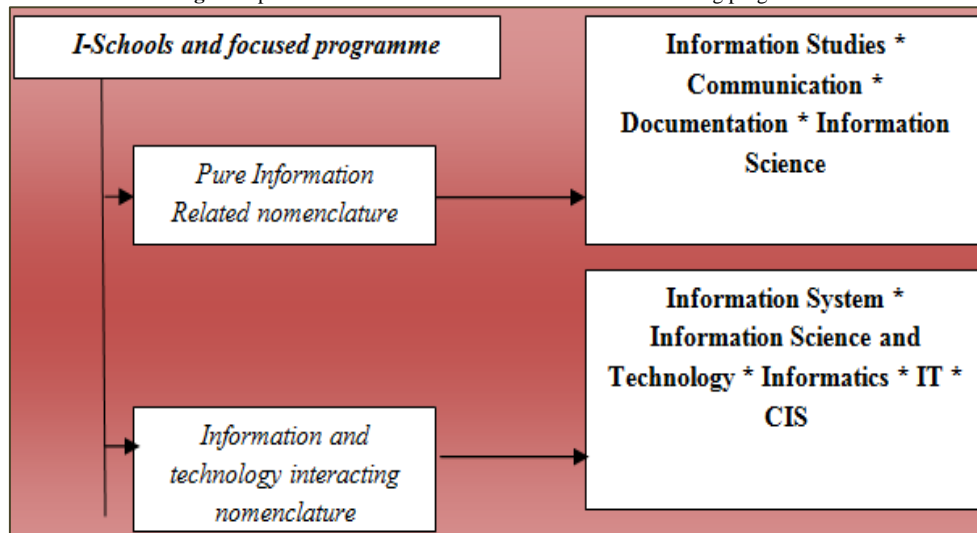 I-Schools and focused programme
Information Studies *
Communication *
Documentation * Information
Science
Pure Information
Related nomenclature
Information System *
Information Science and
Technology * Informatics * IT *
CIS
Information and
technology interacting
nomenclature